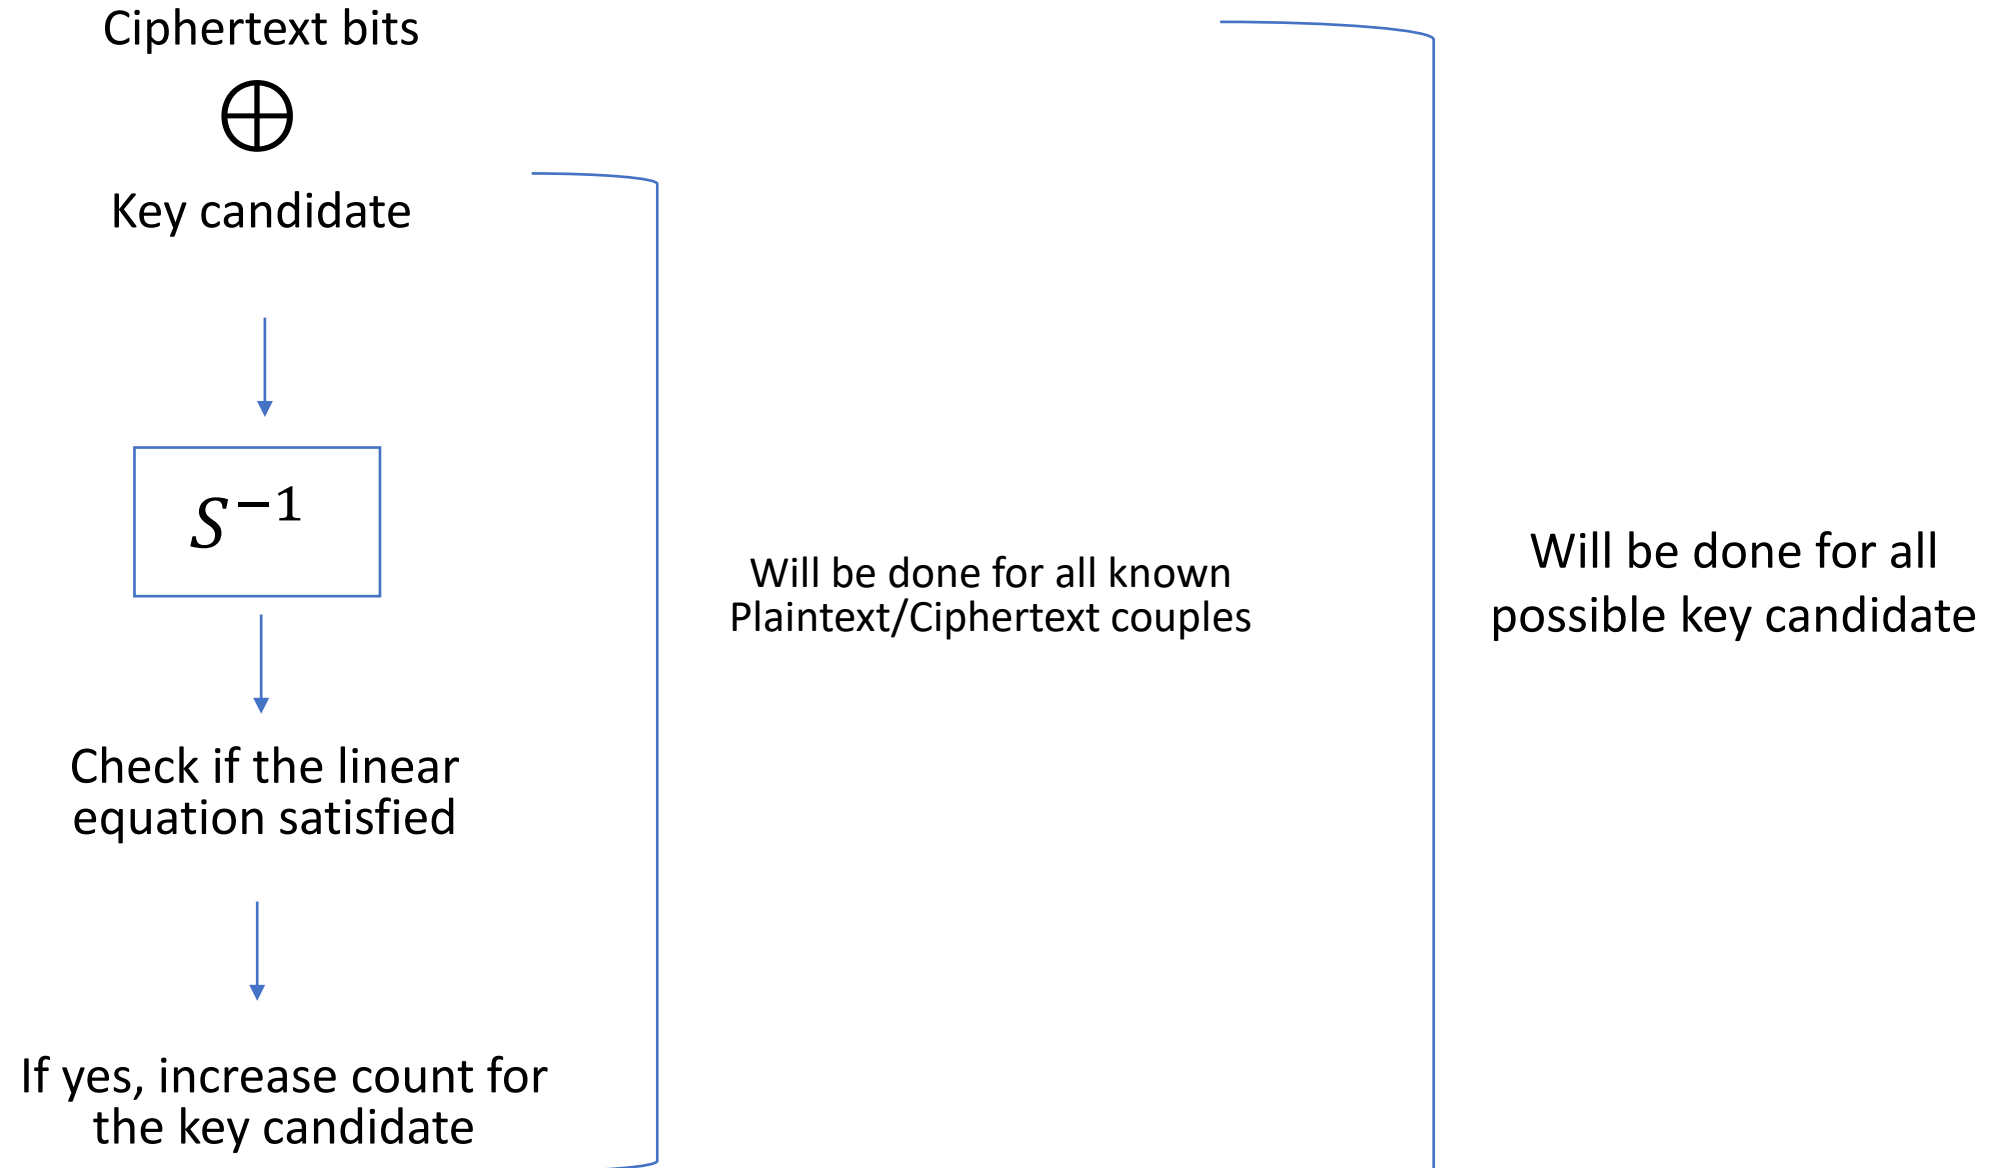 Ciphertext bits
⊕
Key candidate
S⁻¹
Check if the linear
equation satisfied
If yes, increase count for
the key candidate
Will be done for all known
Plaintext/Ciphertext couples
Will be done for all
possible key candidate